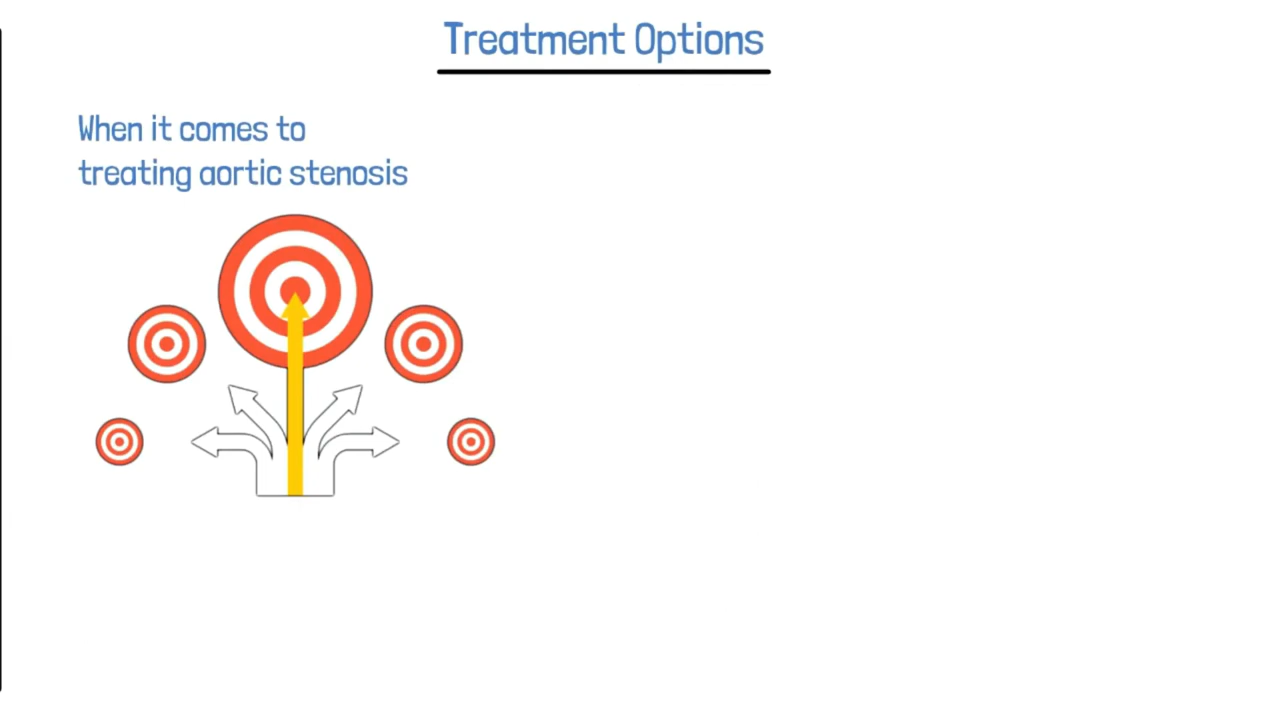 Treatment Options
When it comes to
treating aortic stenosis